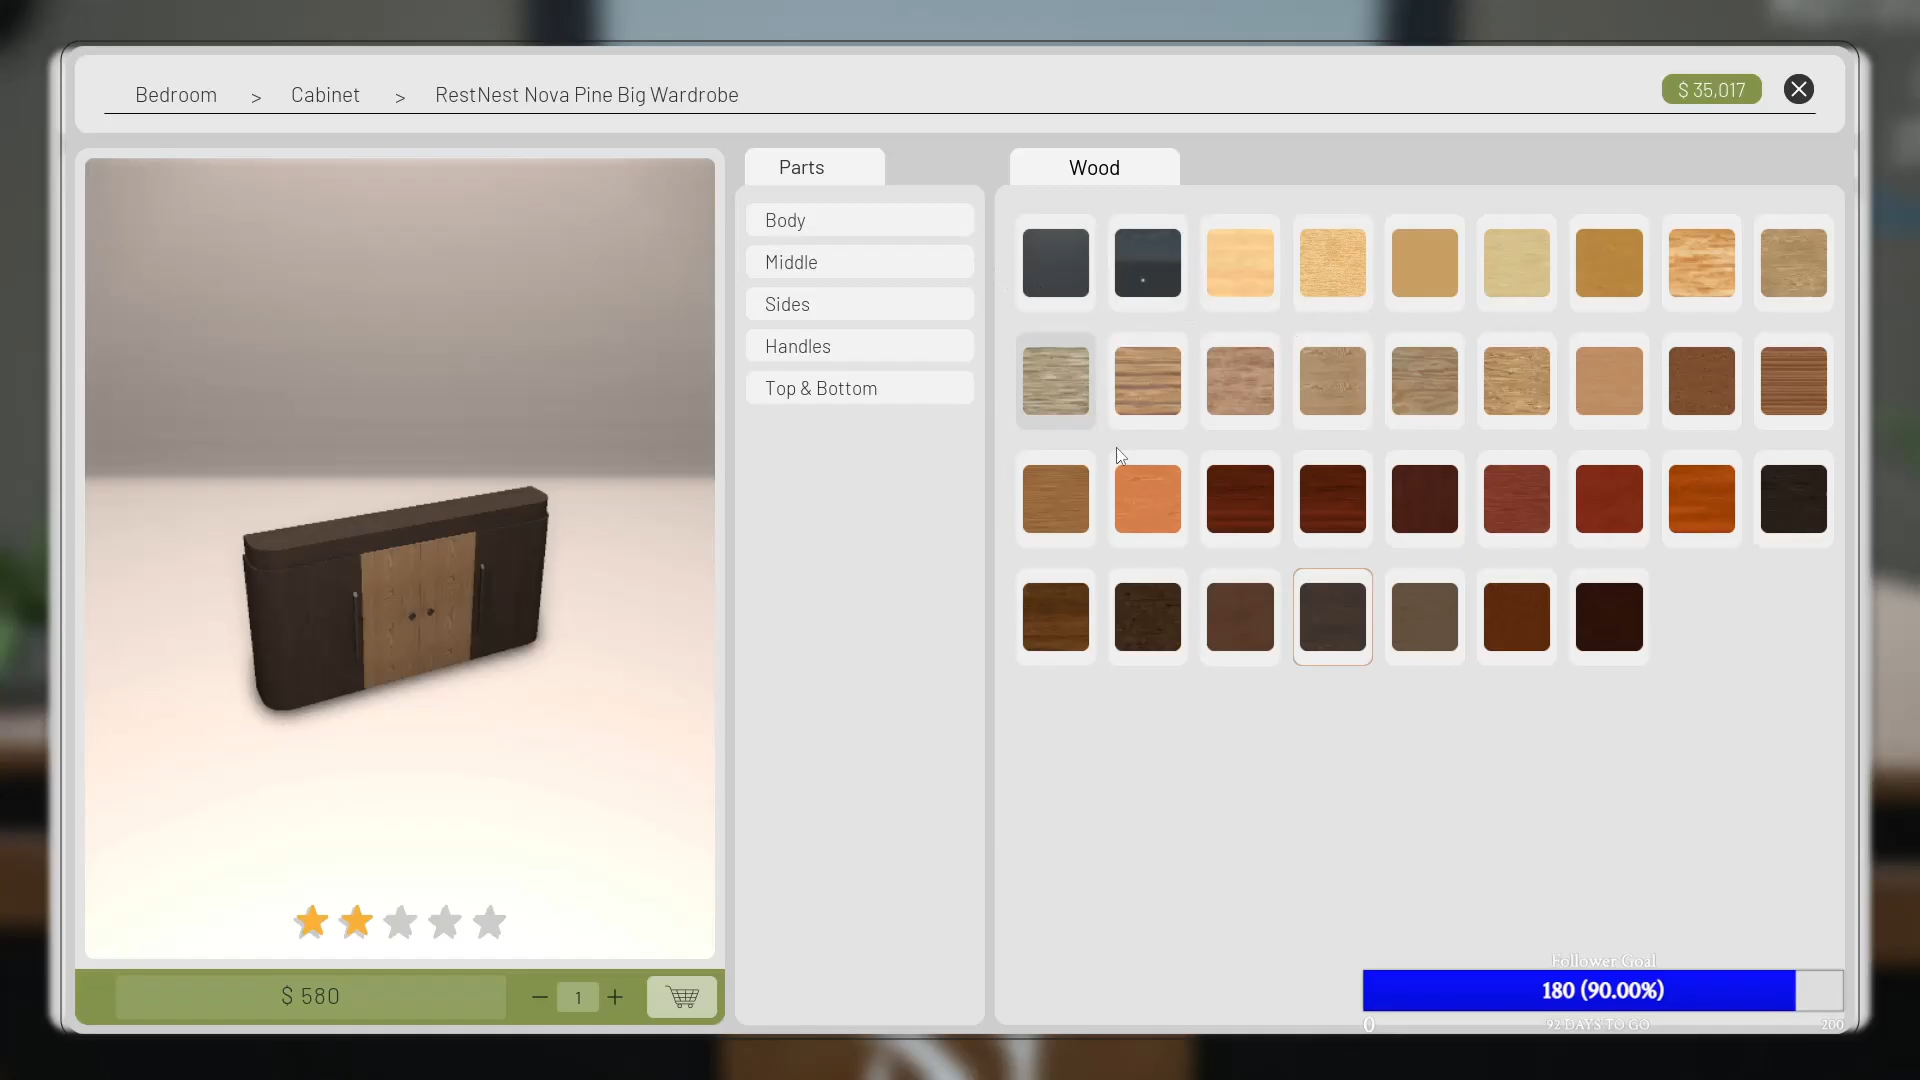 Bedroom > Cabinet > RestNest Nova Pine Big Wardrobe
$ 35,017
Parts
Body
Middle
Sides
Handles
Top & Bottom
Wood
$ 580
− 1 +
Follower Goal
180 (90.00%)
0 92 DAYS TO GO 200